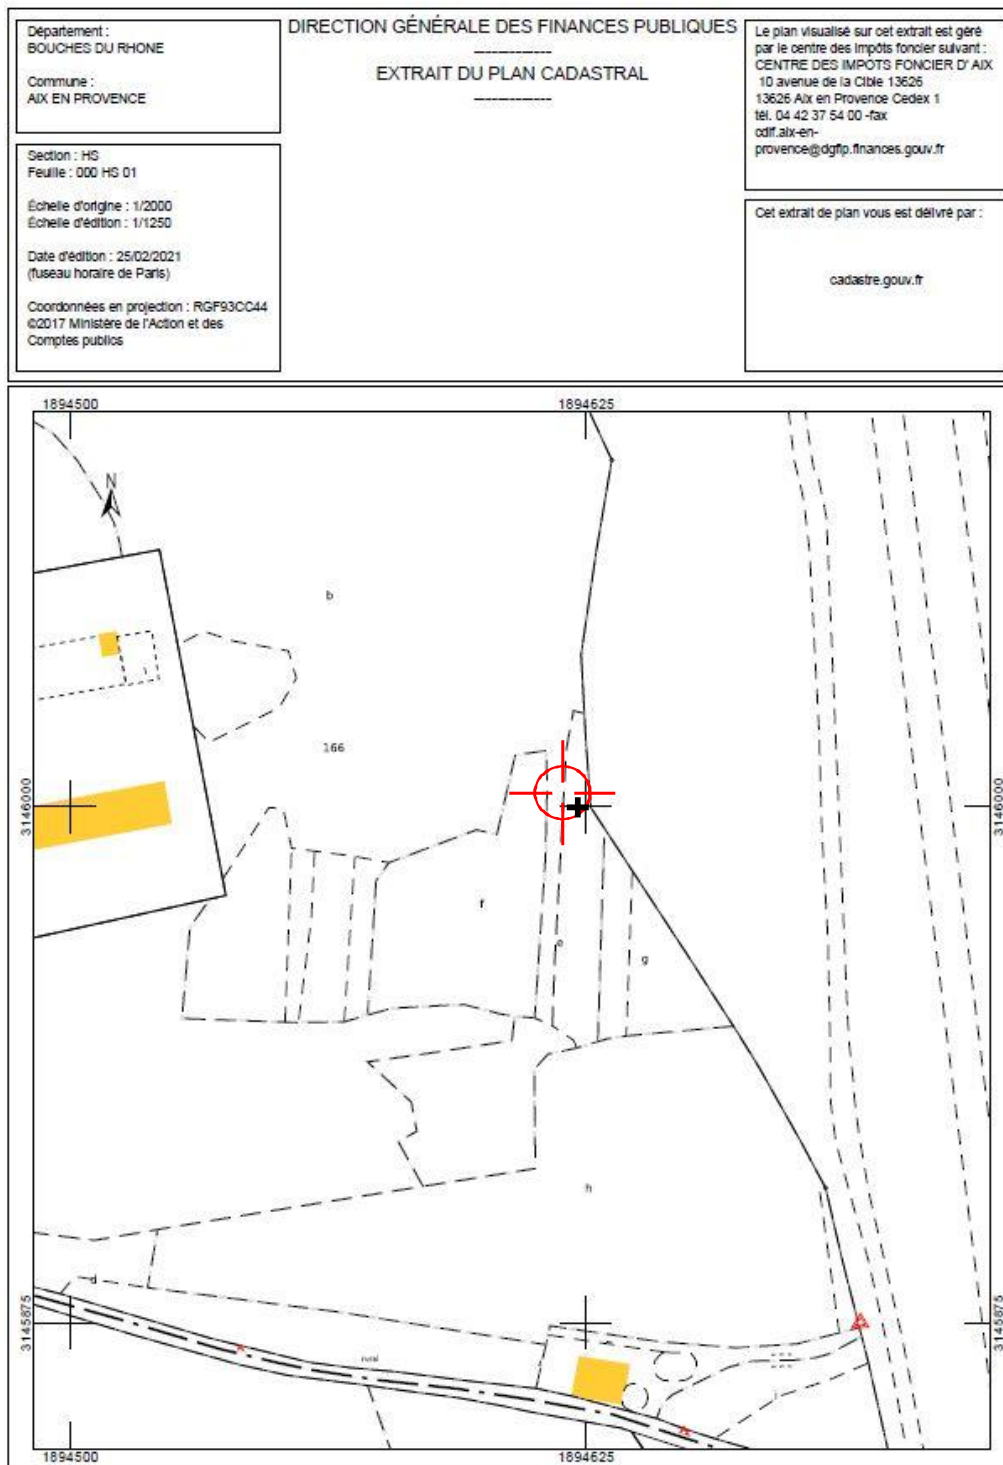 Département :
BOUCHES DU RHONE
Commune :
AIX EN PROVENCE
Section : HS
Feuille : 000 HS 01
Échelle d'origine : 1/2000
Échelle d'édition : 1/1250
Date d'édition : 25/02/2021
(fuseau horaire de Paris)
Coordonnées en projection : RGF93CC44
©2017 Ministère de l'Action et des
Comptes publics
DIRECTION GÉNÉRALE DES FINANCES PUBLIQUES
-------------
EXTRAIT DU PLAN CADASTRAL
-------------
Le plan visualisé sur cet extrait est géré
par le centre des impôts foncier suivant :
CENTRE DES IMPOTS FONCIER D' AIX
10 avenue de la Cible 13626
13626 Aix en Provence Cedex 1
tél. 04 42 37 54 00 -fax
cdif.aix-en-
provence@dgfip.finances.gouv.fr
Cet extrait de plan vous est délivré par :
cadastre.gouv.fr
1894500
1894625
N
b
166
3146000
3146000
f
e
g
h
d
3145875
3145875
rural
1894500
1894625